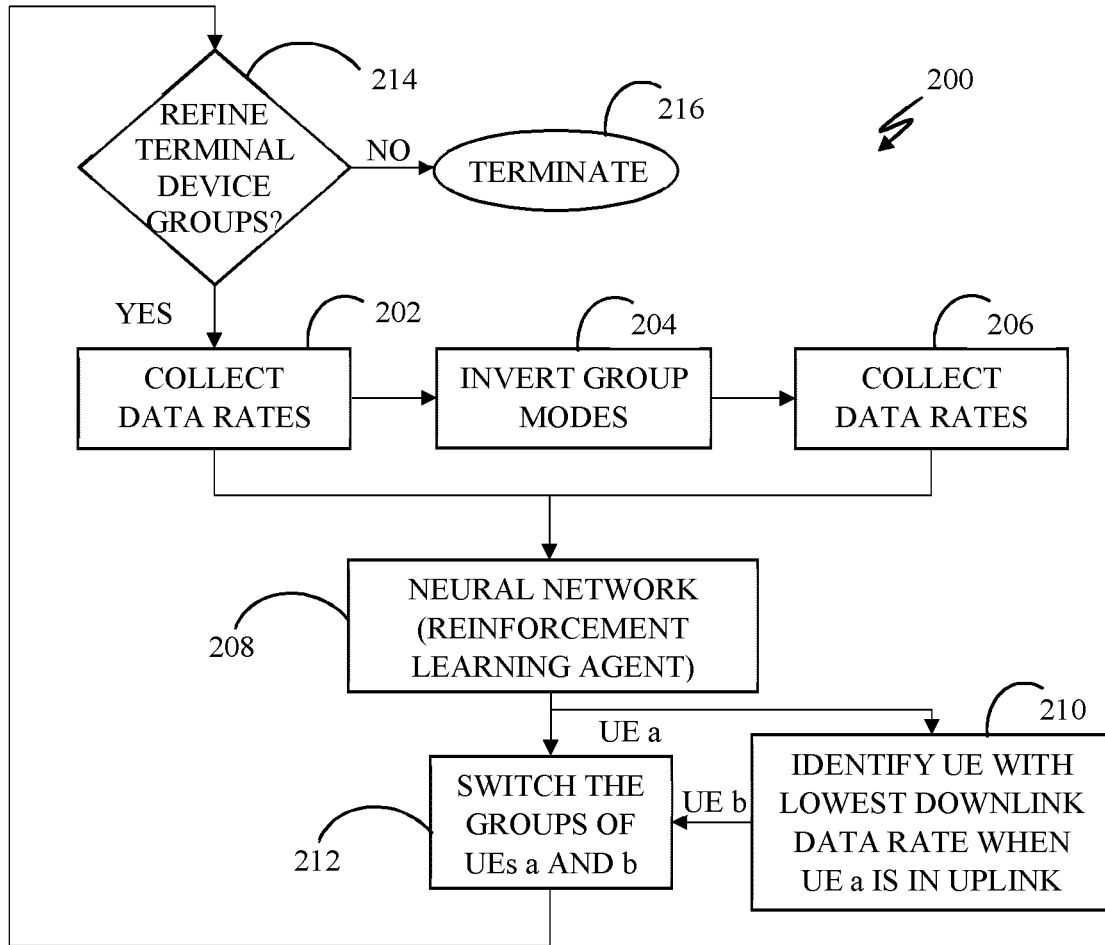 214
200
REFINE
TERMINAL
DEVICE
GROUPS?
NO
216
TERMINATE
YES
202
204
206
COLLECT
DATA RATES
INVERT GROUP
MODES
COLLECT
DATA RATES
208
NEURAL NETWORK
(REINFORCEMENT
LEARNING AGENT)
UE a
210
212
SWITCH THE
GROUPS OF
UEs a AND b
UE b
IDENTIFY UE WITH
LOWEST DOWNLINK
DATA RATE WHEN
UE a IS IN UPLINK